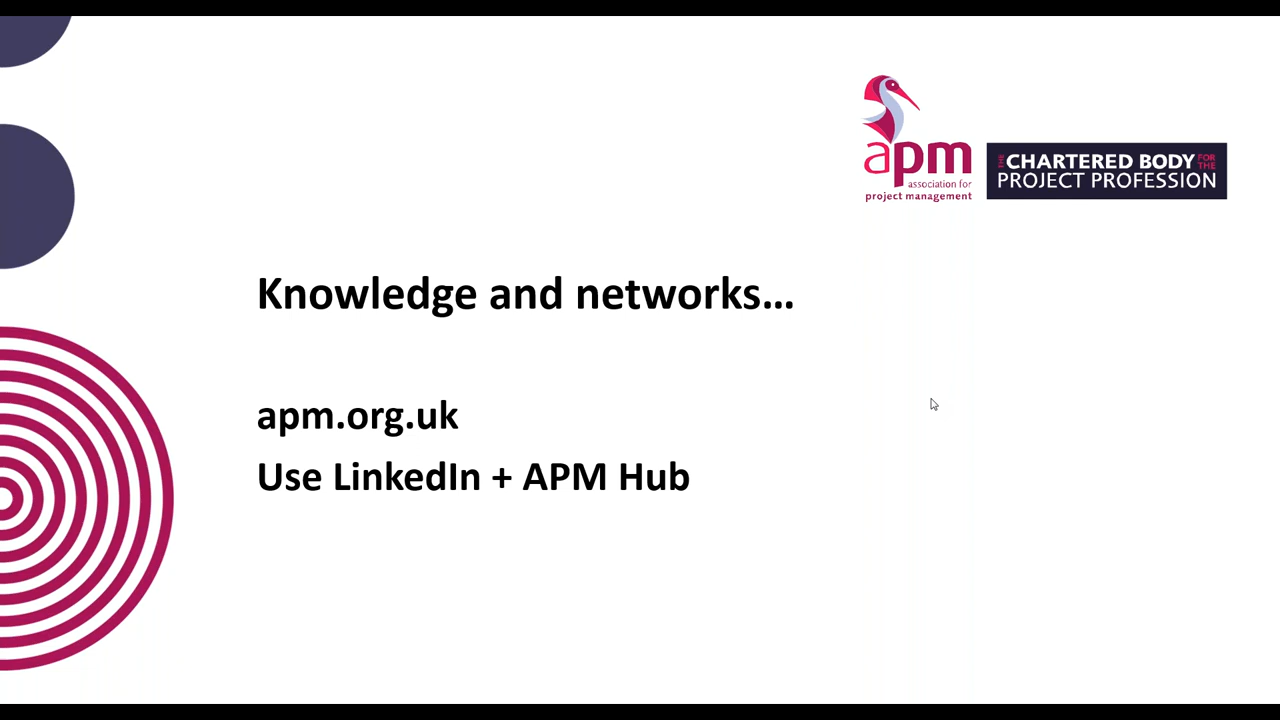 apm
association for
project management
THE CHARTERED BODY FOR THE
PROJECT PROFESSION
Knowledge and networks...
apm.org.uk
Use LinkedIn + APM Hub